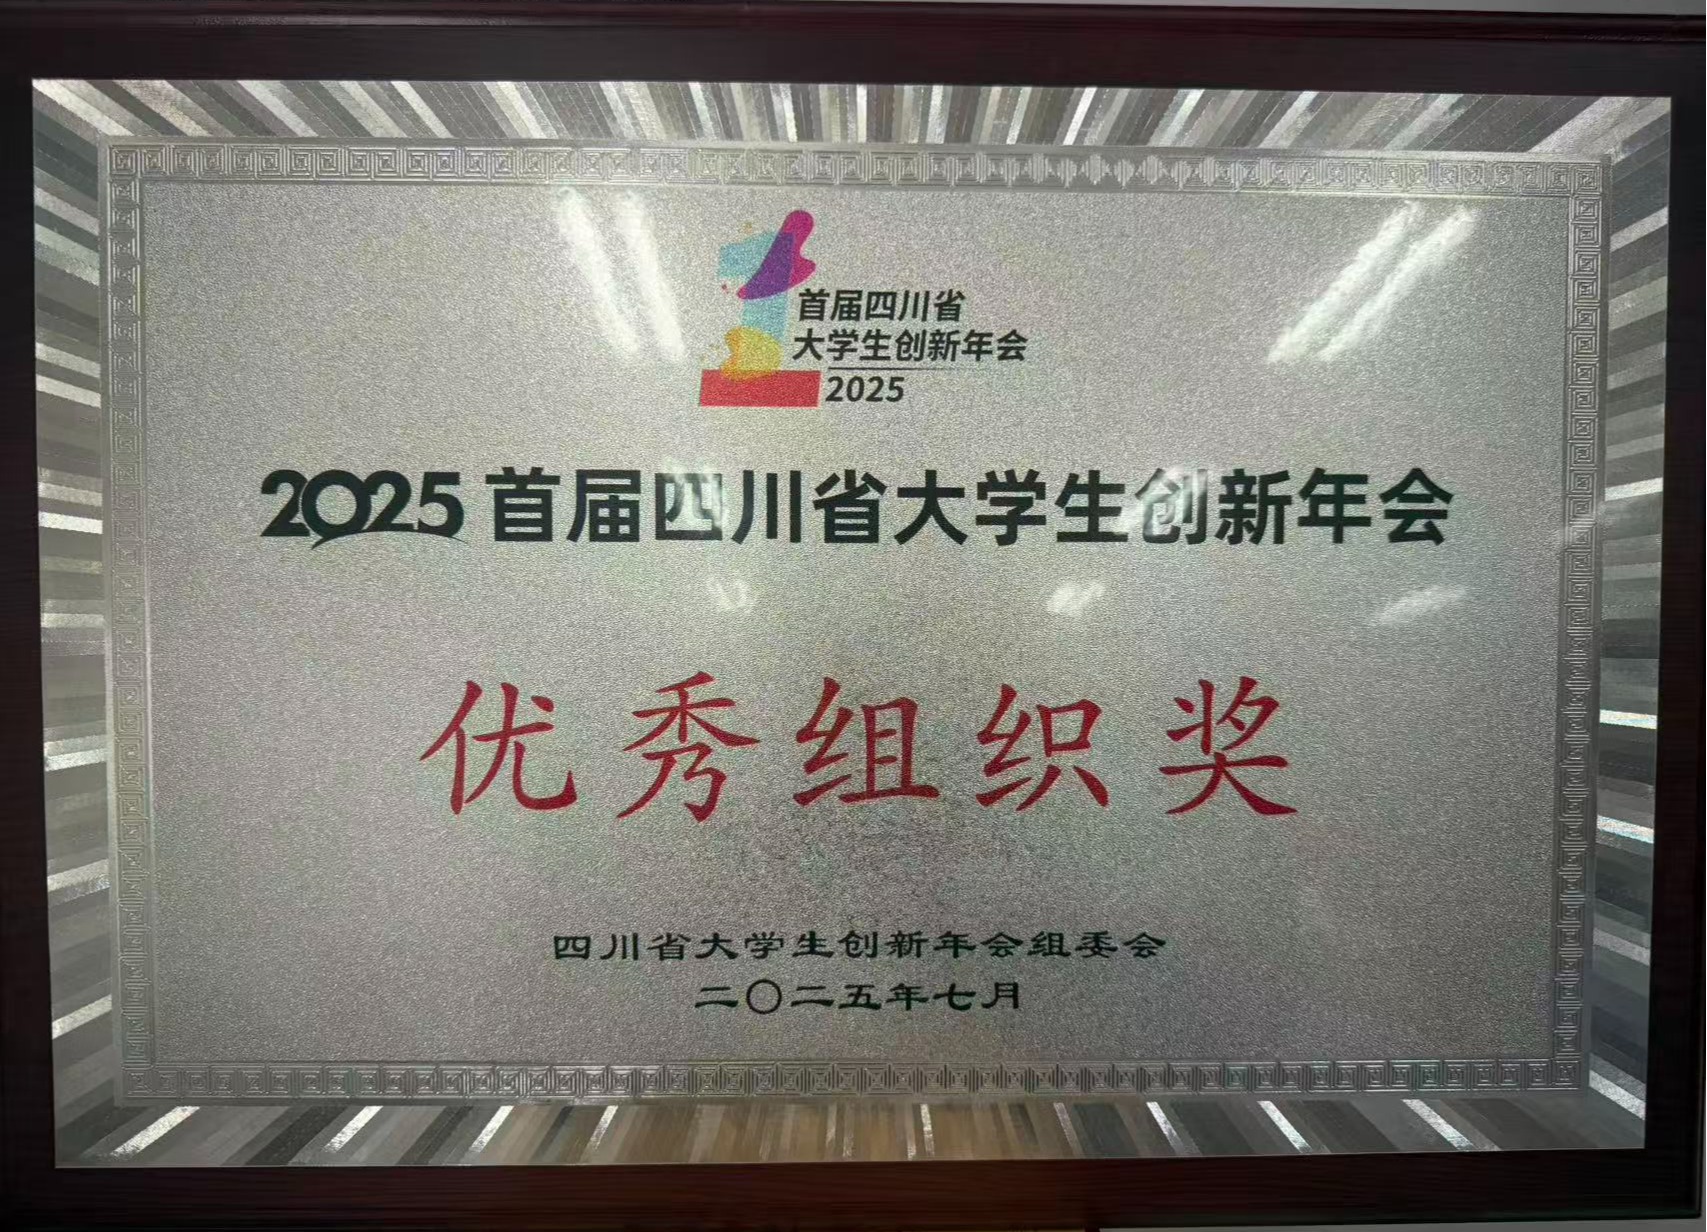 首届四川省
大学生创新年会
2025
2025首届四川省大学生创新年会
优秀组织奖
四川省大学生创新年会组委会
二〇二五年七月